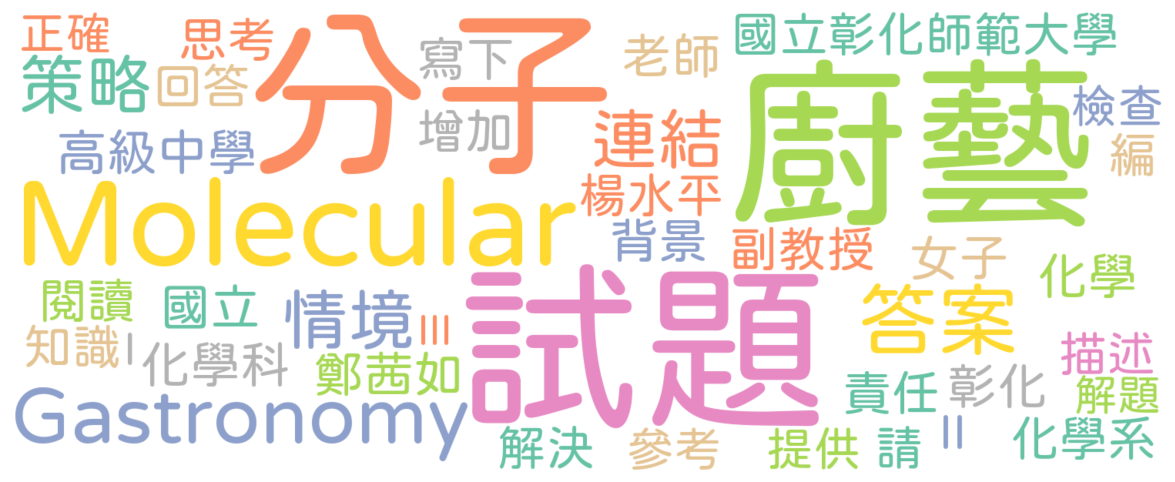 正確
思考
分子
寫下
老師
國立彰化師範大學
策略
回答
廚藝
檢查
高級中學
增加
連結
編
Molecular
楊水平
背景
副教授
女子
化學
試題
閱讀
國立
情境
III
答案
知識
I
化學科
鄭茜如
描述
Gastronomy
責任
彰化
解題
解決
參考
提供
請
II
化學系